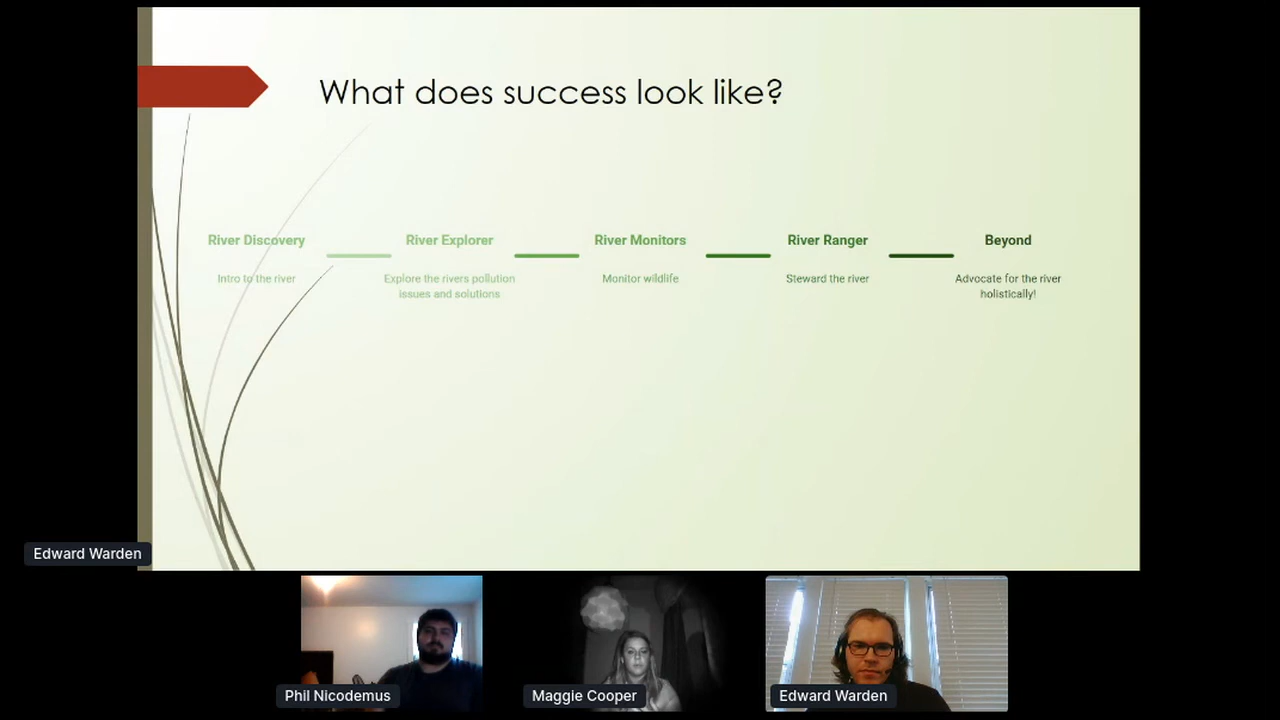 What does success look like?
River Discovery
Intro to the river
River Explorer
Explore the rivers pollution
issues and solutions
River Monitors
Monitor wildlife
River Ranger
Steward the river
Beyond
Advocate for the river
holistically!
Edward Warden
Phil Nicodemus
Maggie Cooper
Edward Warden